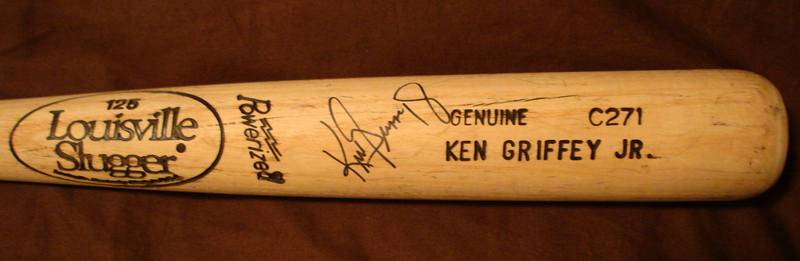 125
Louisville
Slugger
Powerized
GENUINE C271
KEN GRIFFEY JR.